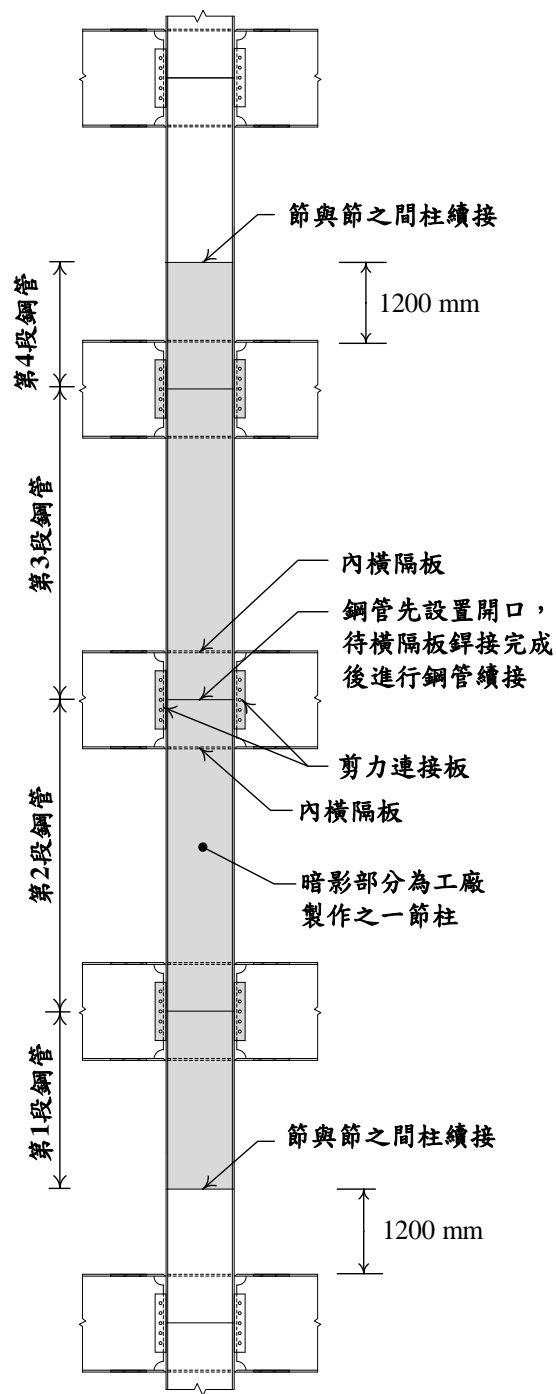 節與節之間柱續接
1200 mm
第4段鋼管
第3段鋼管
內橫隔板
鋼管先設置開口，
待橫隔板銲接完成
後進行鋼管續接
剪力連接板
內橫隔板
第2段鋼管
暗影部分為工廠
製作之一節柱
第1段鋼管
節與節之間柱續接
1200 mm